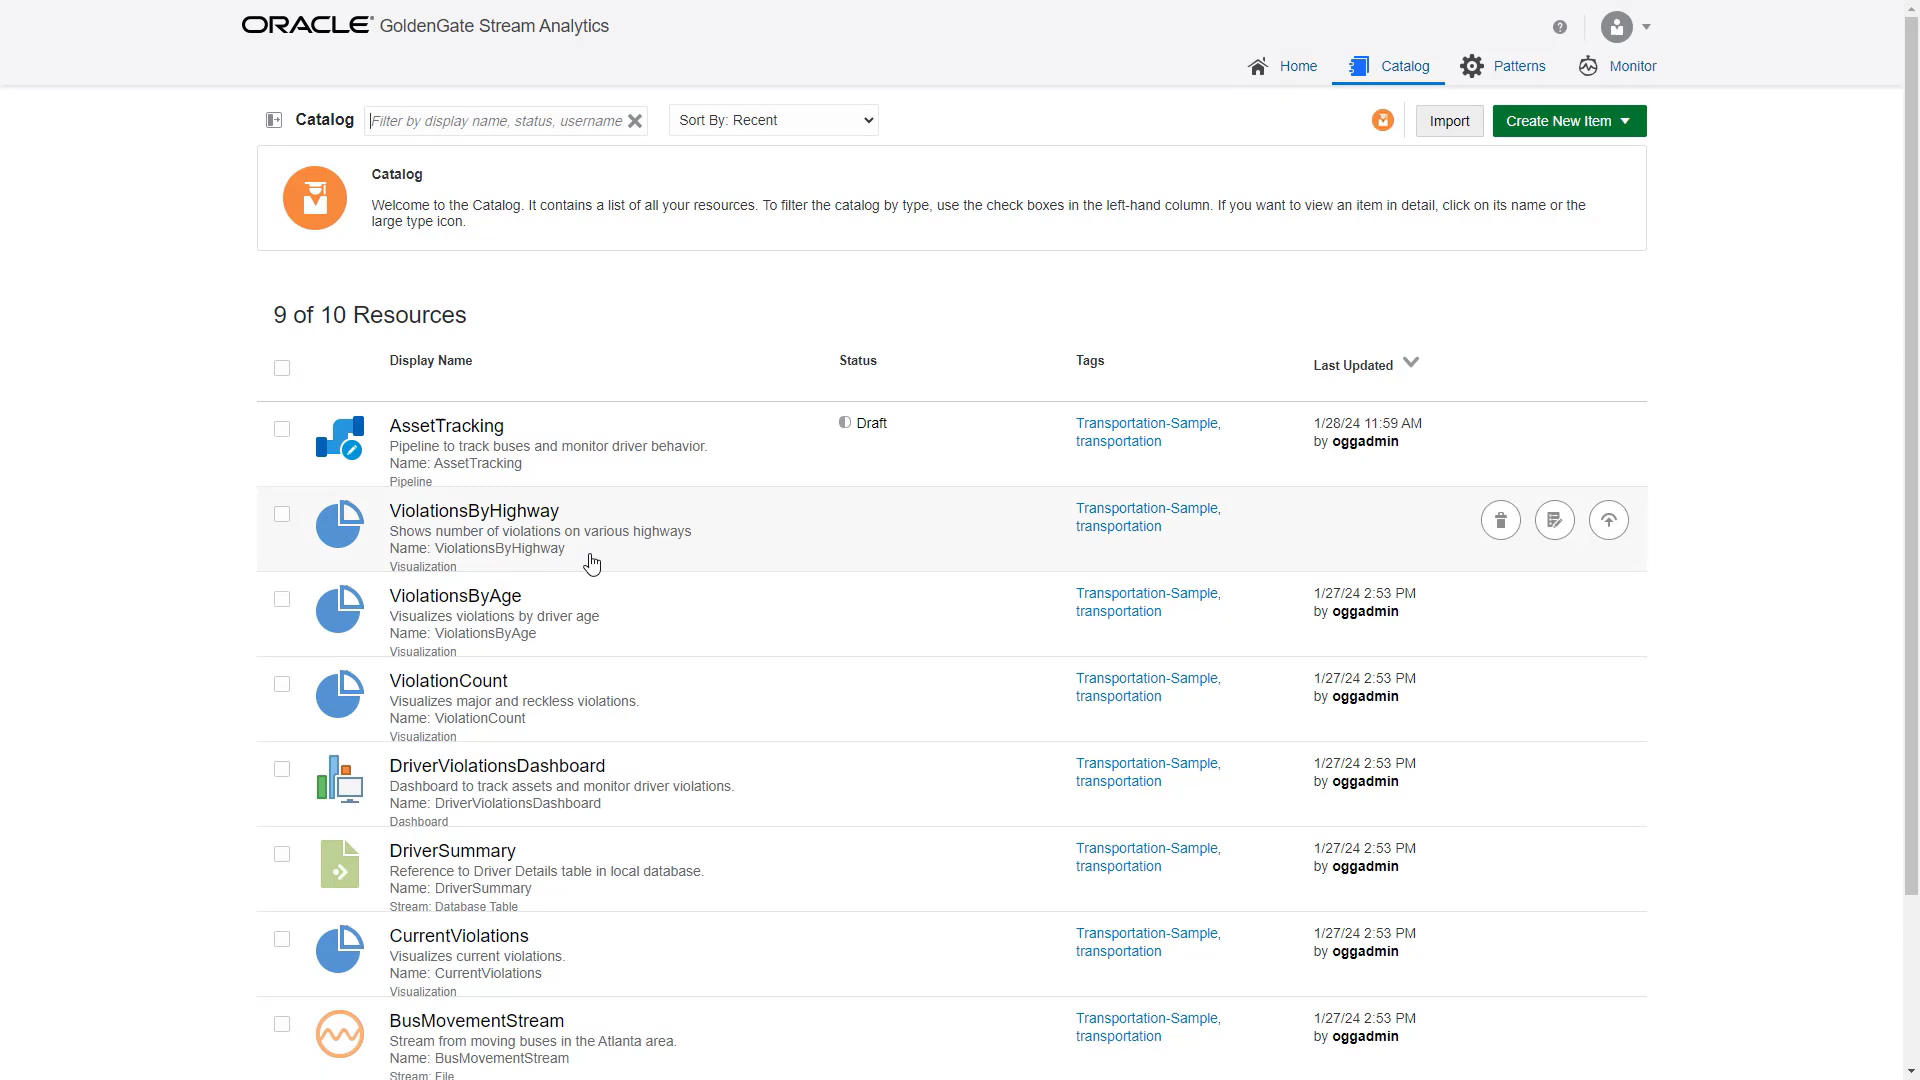 ORACLE GoldenGate Stream Analytics
Home
Catalog
Patterns
Monitor
Catalog
Filter by display name, status, username
Sort By: Recent
Import
Create New Item
Catalog
Welcome to the Catalog. It contains a list of all your resources. To filter the catalog by type, use the check boxes in the left-hand column. If you want to view an item in detail, click on its name or the
large type icon.
9 of 10 Resources
Display Name
Status
Tags
Last Updated
AssetTracking
Pipeline to track buses and monitor driver behavior.
Name: AssetTracking
Pipeline
Draft
Transportation-Sample,
transportation
1/28/24 11:59 AM
by oggadmin
ViolationsByHighway
Shows number of violations on various highways
Name: ViolationsByHighway
Visualization
Transportation-Sample,
transportation
ViolationsByAge
Visualizes violations by driver age
Name: ViolationsByAge
Visualization
Transportation-Sample,
transportation
1/27/24 2:53 PM
by oggadmin
ViolationCount
Visualizes major and reckless violations.
Name: ViolationCount
Visualization
Transportation-Sample,
transportation
1/27/24 2:53 PM
by oggadmin
DriverViolationsDashboard
Dashboard to track assets and monitor driver violations.
Name: DriverViolationsDashboard
Dashboard
Transportation-Sample,
transportation
1/27/24 2:53 PM
by oggadmin
DriverSummary
Reference to Driver Details table in local database.
Name: DriverSummary
Stream: Database Table
Transportation-Sample,
transportation
1/27/24 2:53 PM
by oggadmin
CurrentViolations
Visualizes current violations.
Name: CurrentViolations
Visualization
Transportation-Sample,
transportation
1/27/24 2:53 PM
by oggadmin
BusMovementStream
Stream from moving buses in the Atlanta area.
Name: BusMovementStream
Stream: File
Transportation-Sample,
transportation
1/27/24 2:53 PM
by oggadmin